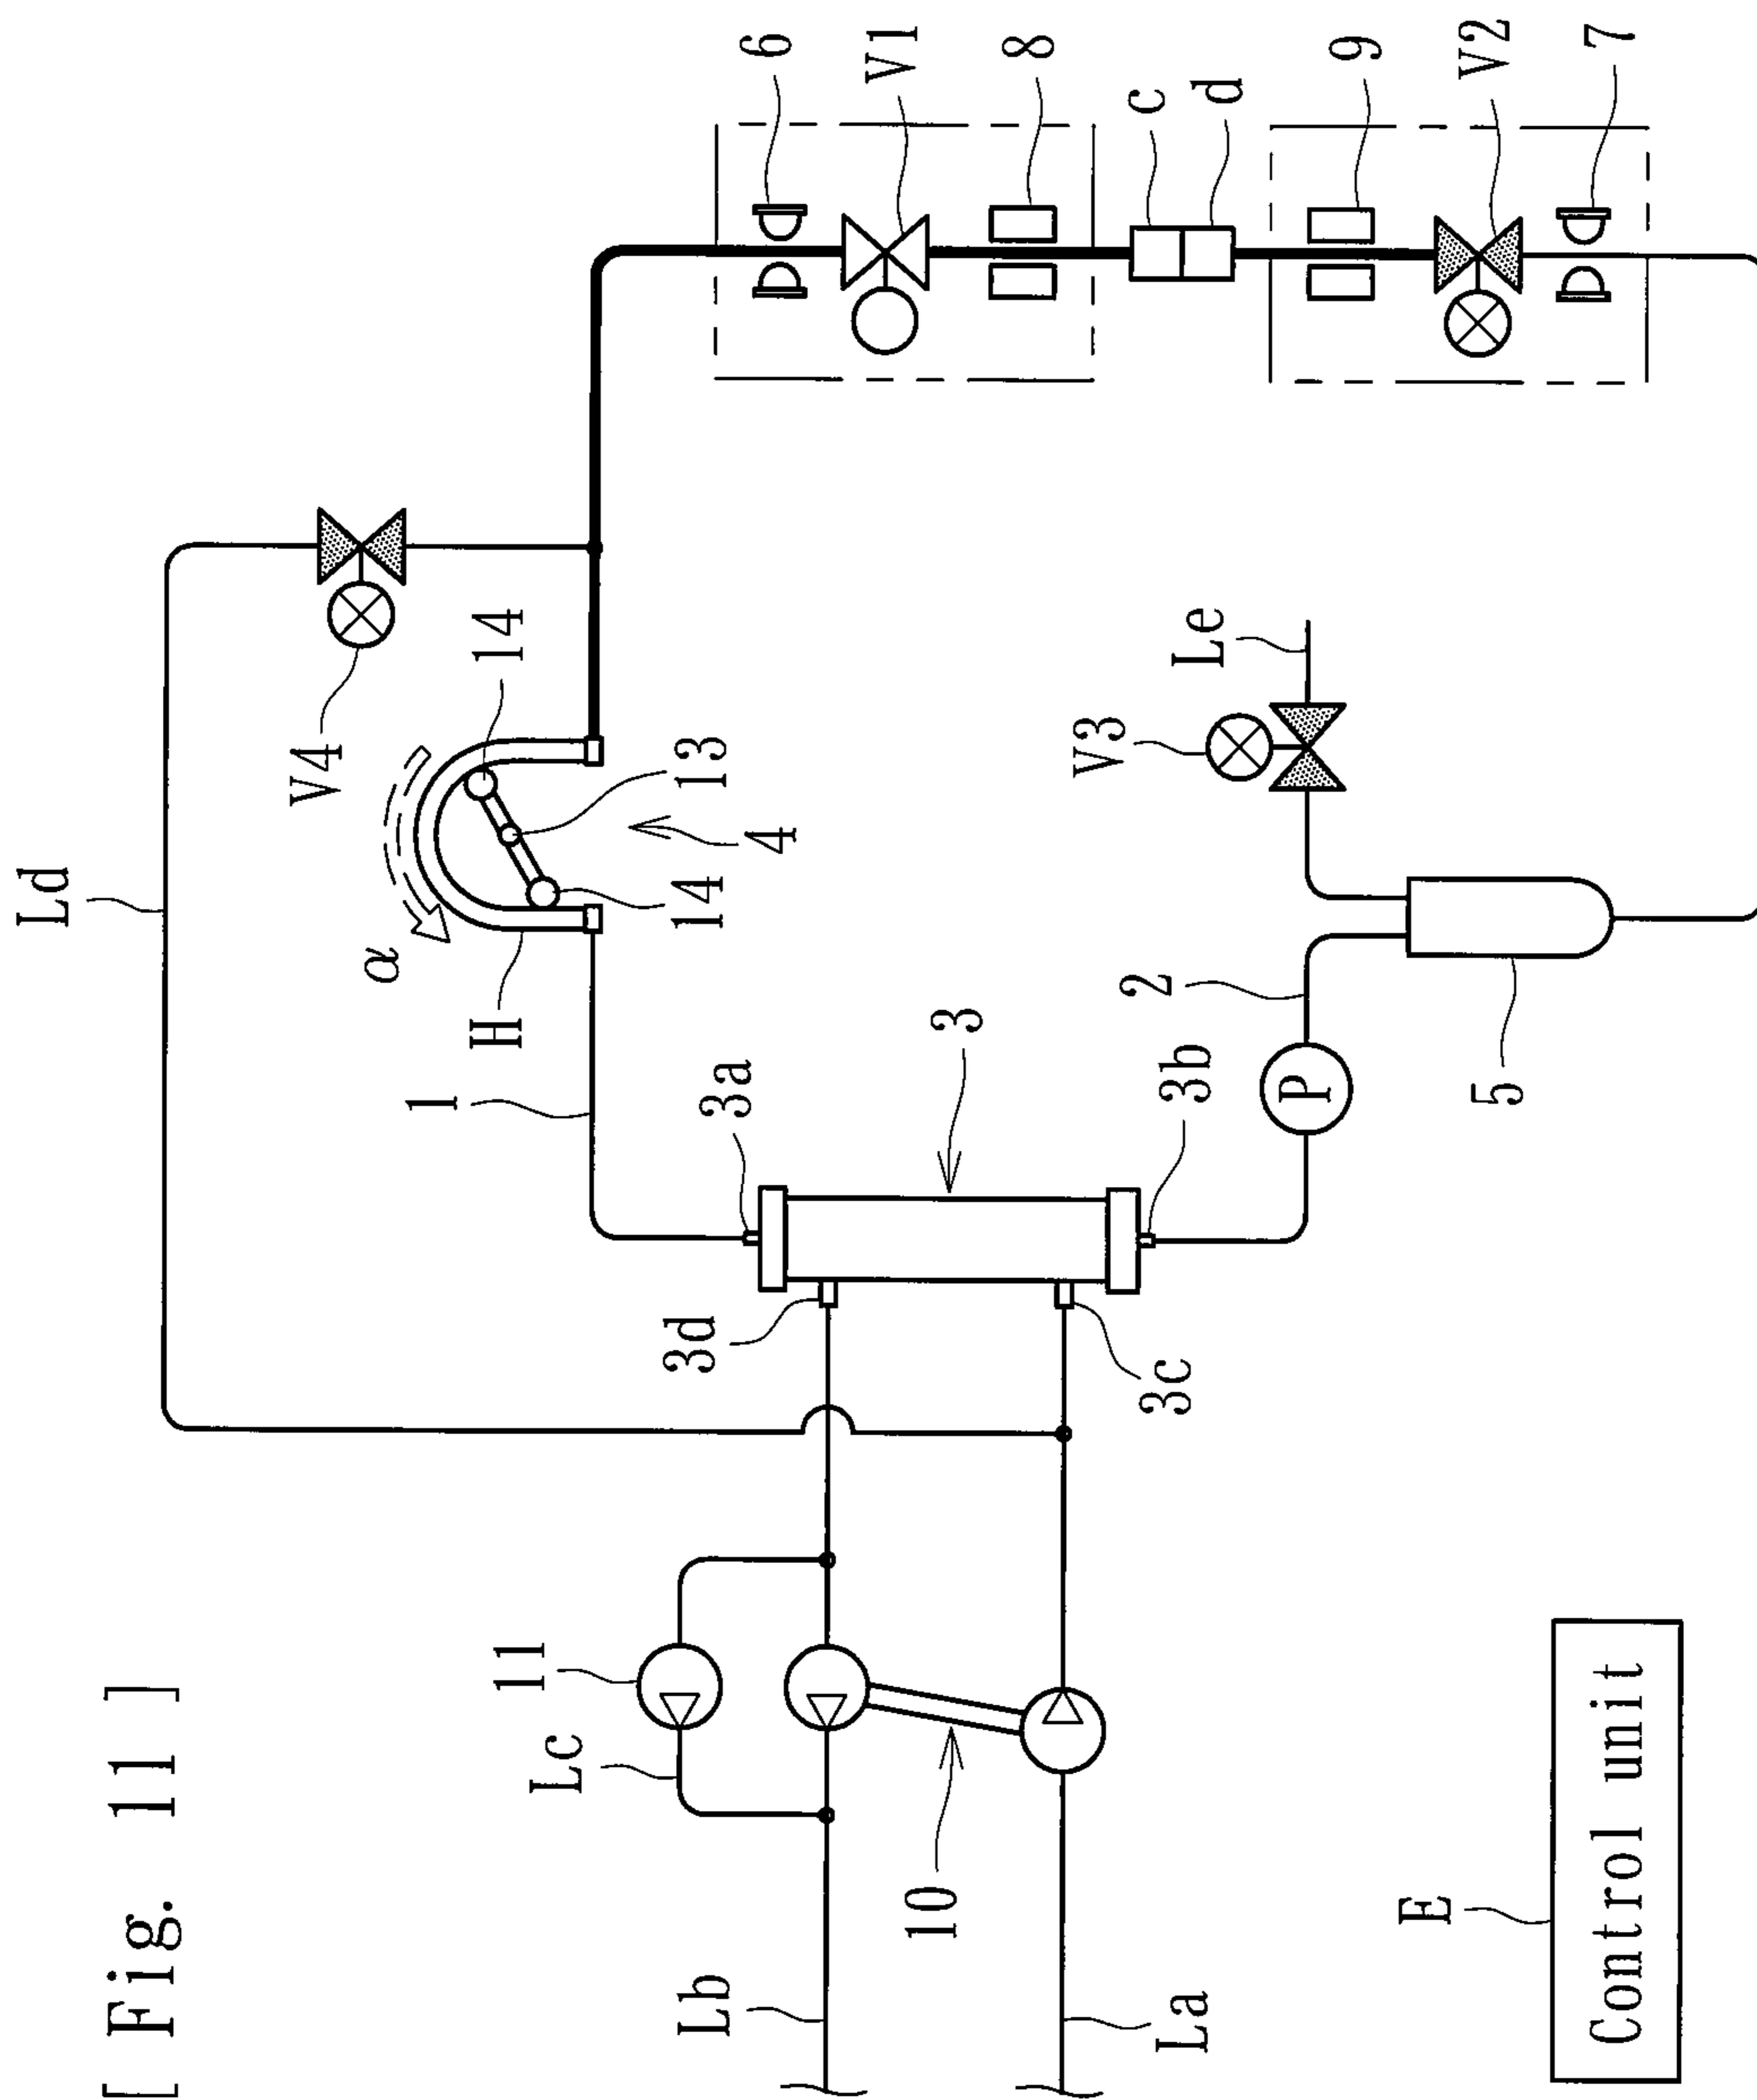 [ Fig. 11 ]
Ld
V4
α
H
14
13
14
4
1
3a
3
3d
3b
3c
P
2
5
V3
Le
6
V1
8
c
d
9
V2
7
11
Lc
10
Lb
La
E
Control unit